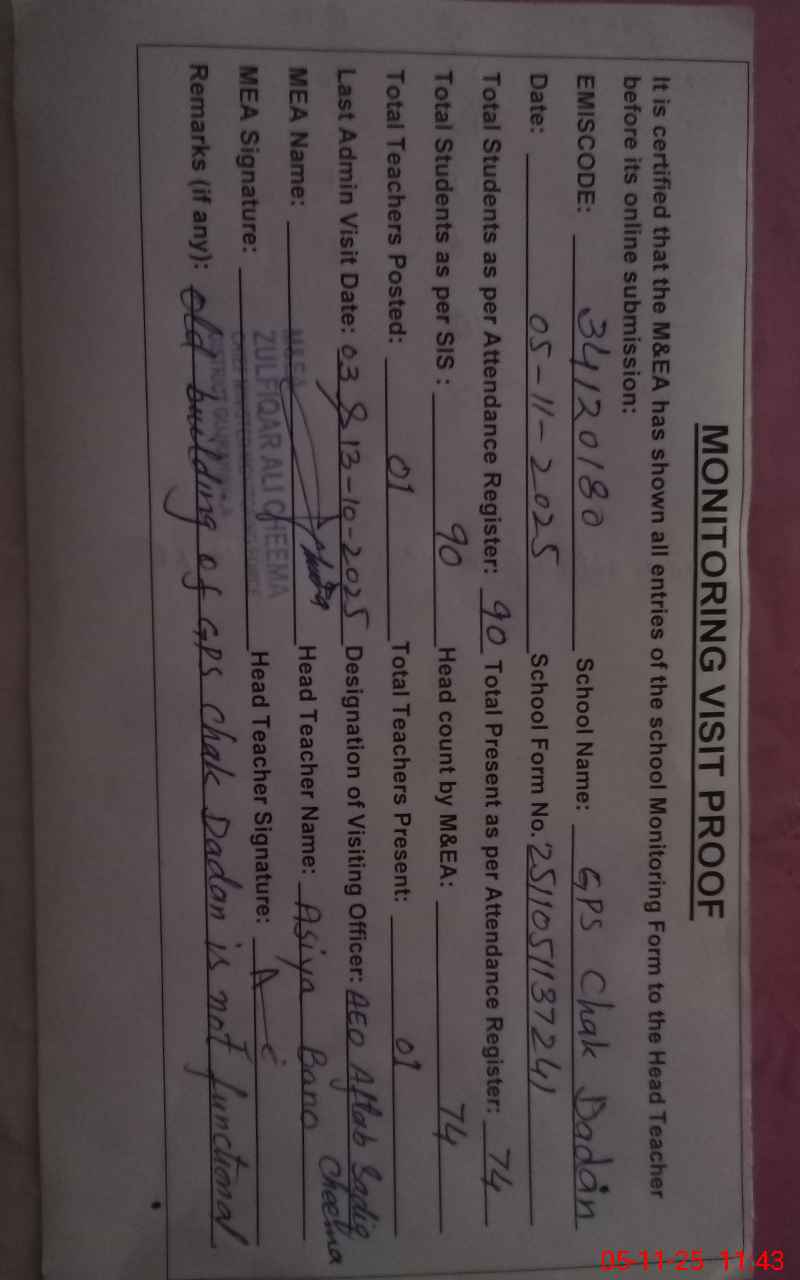 MONITORING VISIT PROOF
It is certified that the M&EA has shown all entries of the school Monitoring Form to the Head Teacher
before its online submission:
EMISCODE: 34120180 School Name: GPS Chak Dadan
Date: 05-11-2025 School Form No. 251105113724
Total Students as per Attendance Register: 90 Total Present as per Attendance Register: 74
Total Students as per SIS : 90 Head count by M&EA: 74
Total Teachers Posted: 01 Total Teachers Present: 01
Last Admin Visit Date: 03 & 13-10-2025 Designation of Visiting Officer: AEO Aftab Sadiq Cheema
MEA Name: M&EA Head Teacher Name: Asiya Bano
ZULFIQAR ALI CHEEMA
MEA Signature: Head Teacher Signature:
Remarks (if any): old building of GPS Chak Dadan is not functional
05-11-25 11:43